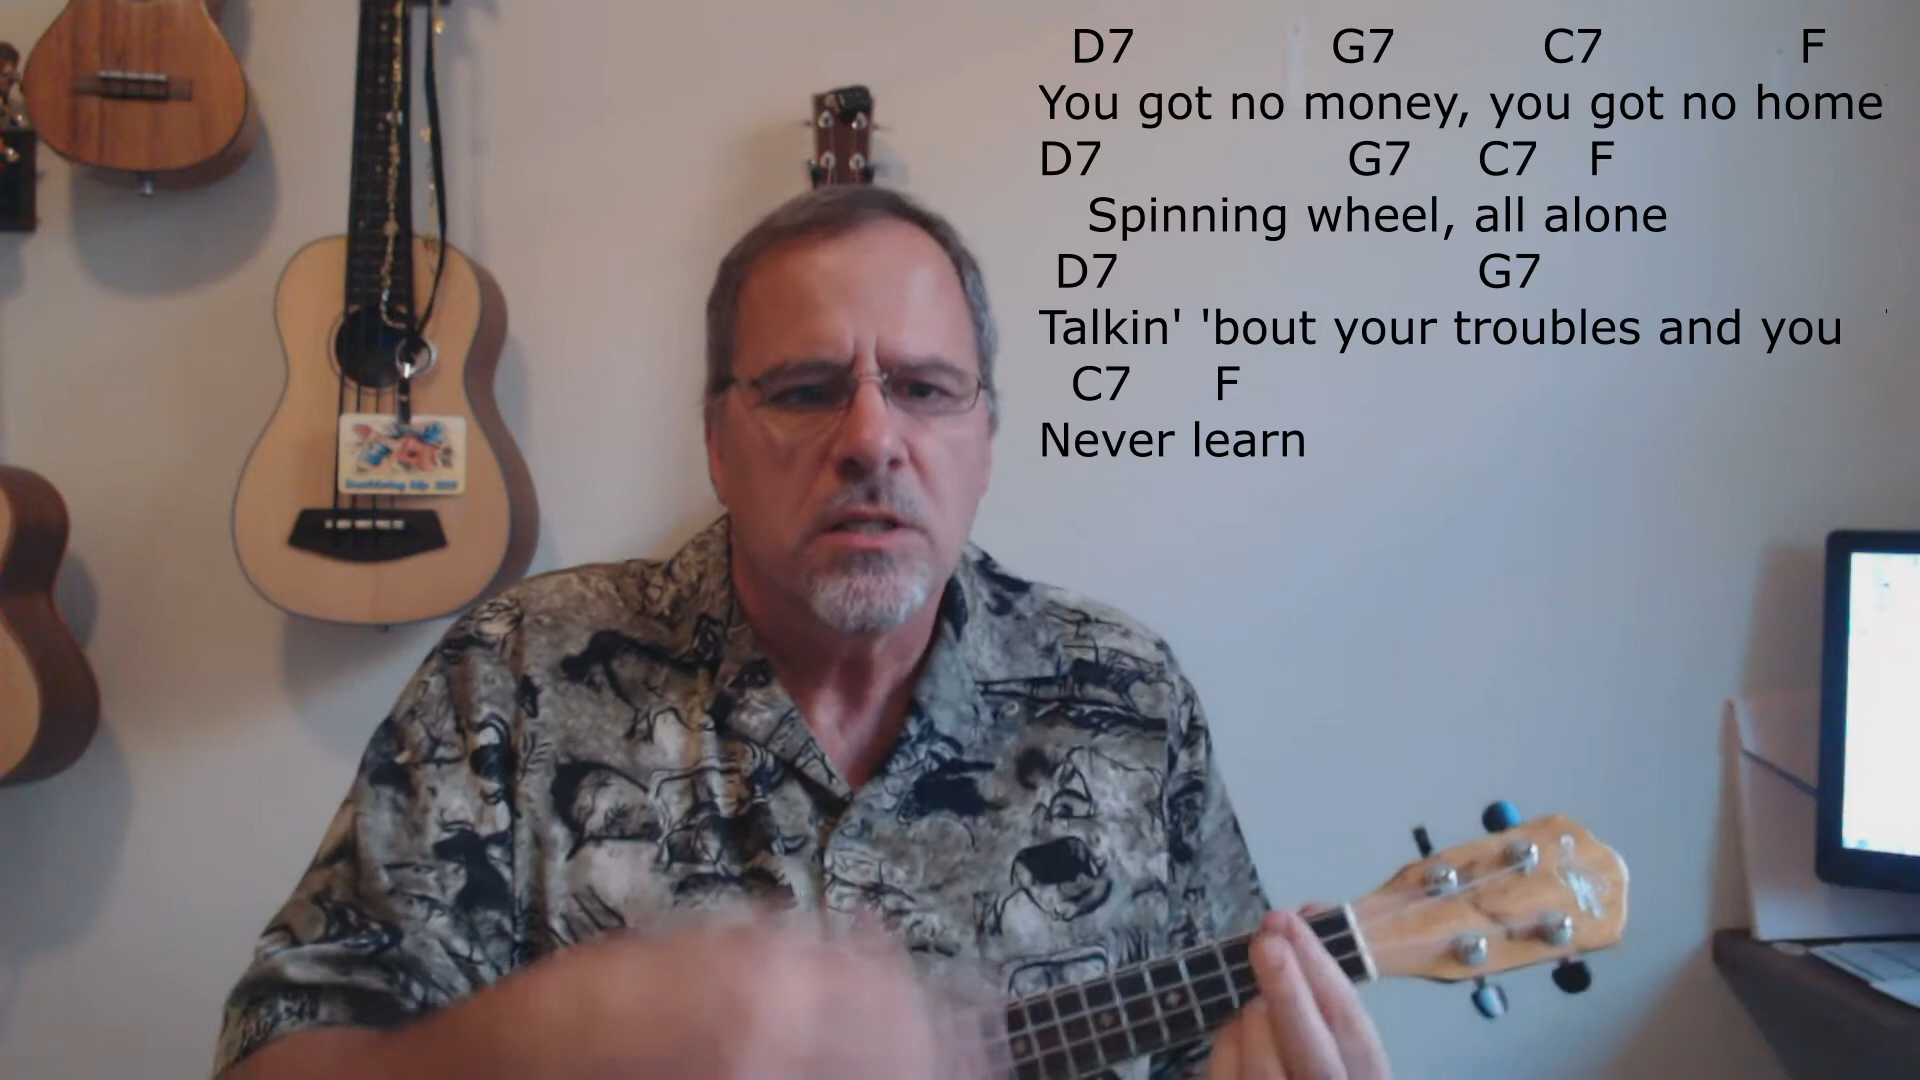 D7 G7 C7 F
You got no money, you got no home
D7 G7 C7 F
Spinning wheel, all alone
D7 G7
Talkin' 'bout your troubles and you
C7 F
Never learn